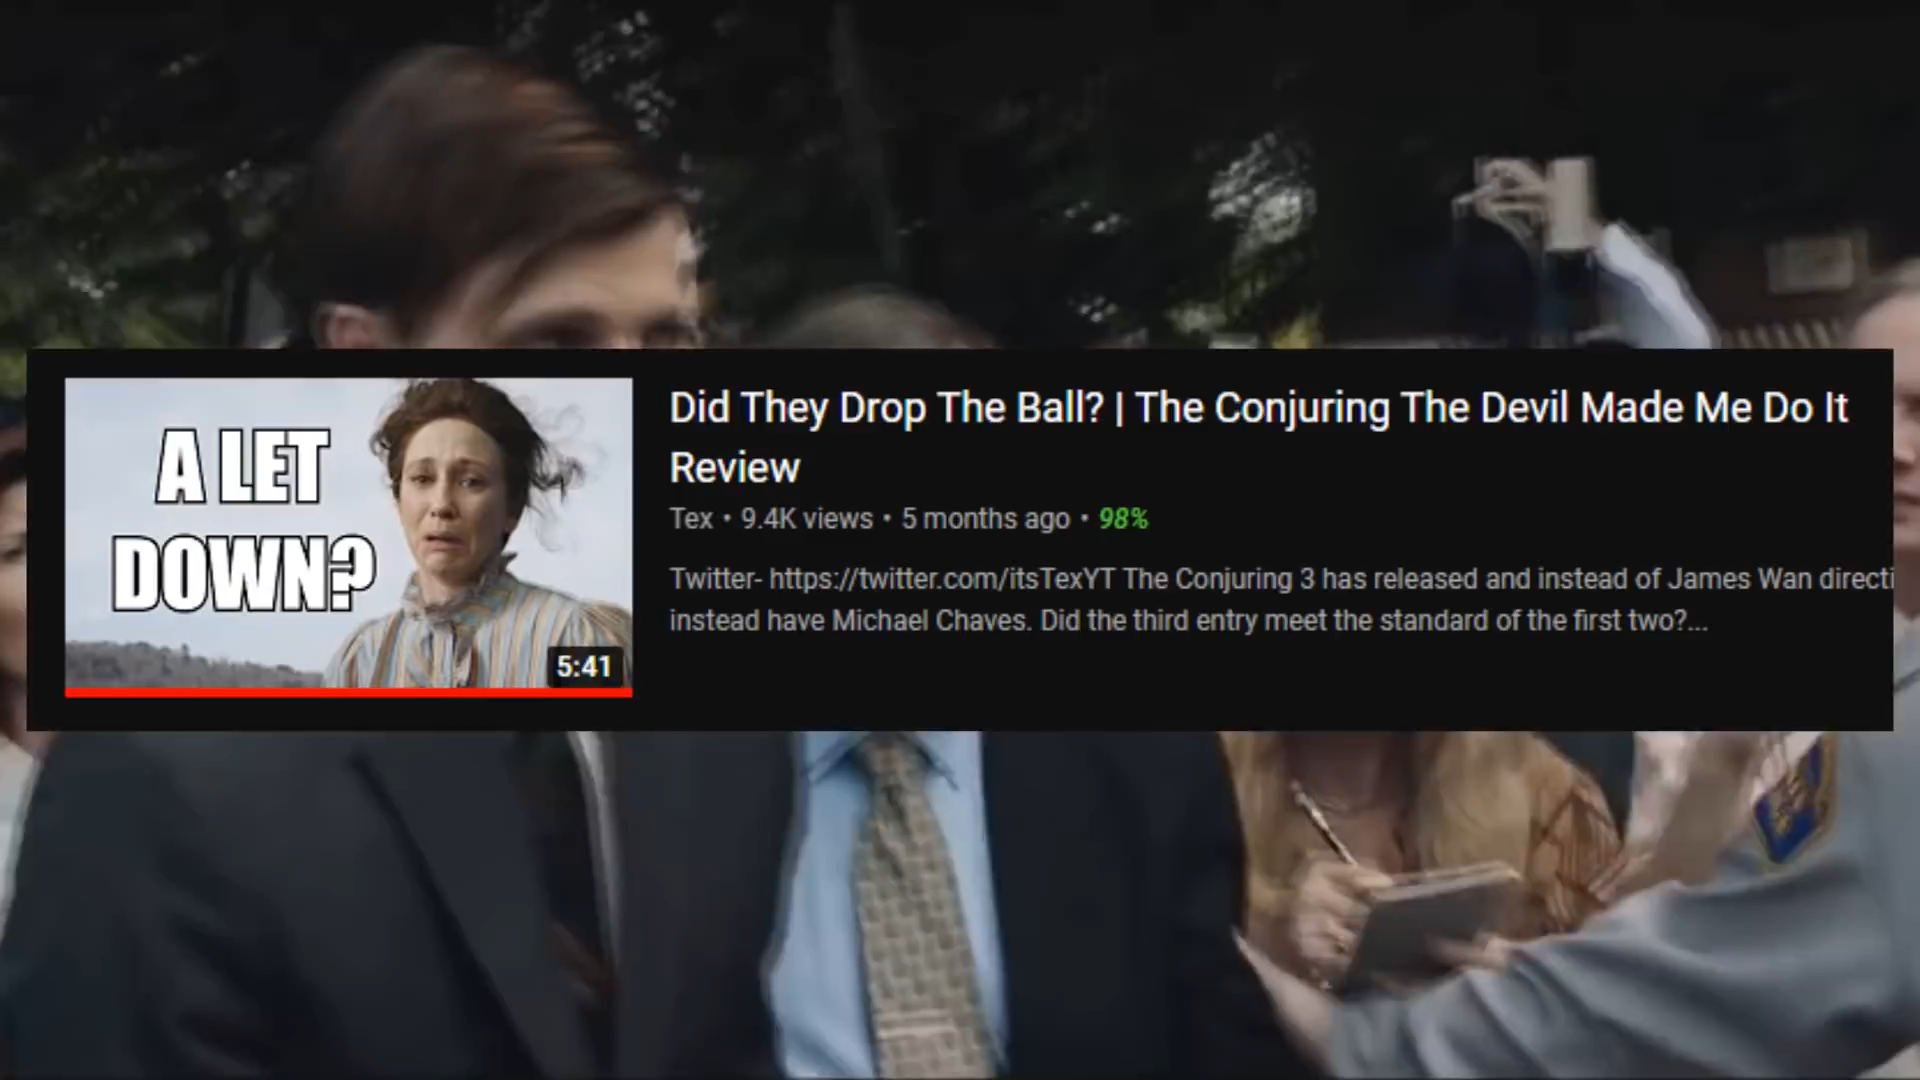 A LET
DOWN?
5:41
Did They Drop The Ball? | The Conjuring The Devil Made Me Do It
Review
Tex • 9.4K views • 5 months ago • 98%
Twitter- https://twitter.com/itsTexYT The Conjuring 3 has released and instead of James Wan directi
instead have Michael Chaves. Did the third entry meet the standard of the first two?...